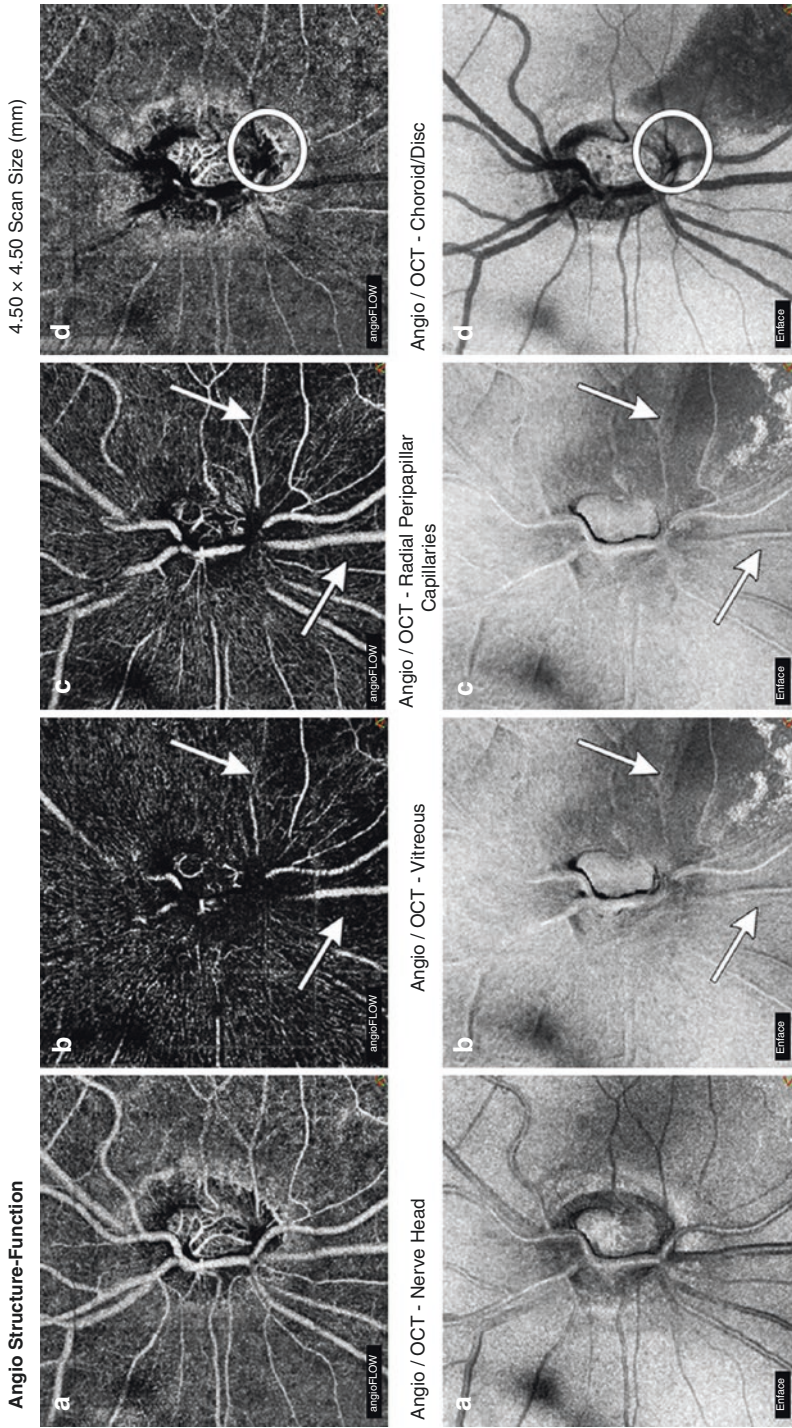 Angio Structure-Function
4.50 × 4.50 Scan Size (mm)
a
angioFLOW
b
angioFLOW
c
angioFLOW
d
angioFLOW
Angio / OCT - Nerve Head
Angio / OCT - Vitreous
Angio / OCT - Radial Peripapillar
Capillaries
Angio / OCT - Choroid/Disc
a
Enface
b
Enface
c
Enface
d
Enface